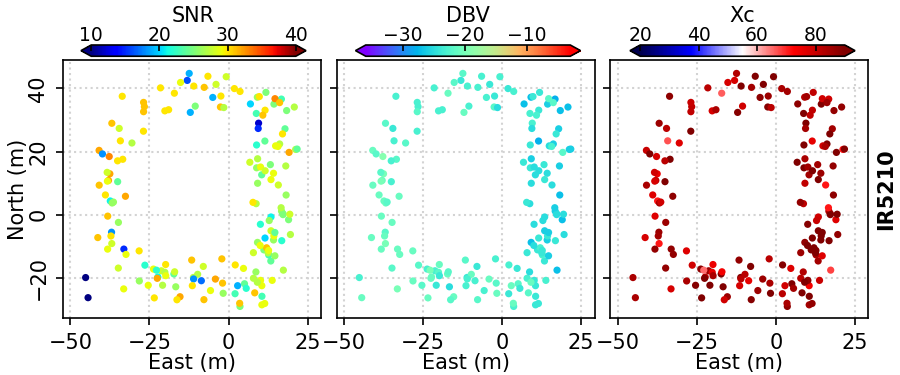 SNR DBV Xc
10 20 30 40 −30 −20 −10 20 40 60 80
40
20
0
−20
North (m)
IR5210
−50 −25 0 25 −50 −25 0 25 −50 −25 0 25
East (m) East (m) East (m)